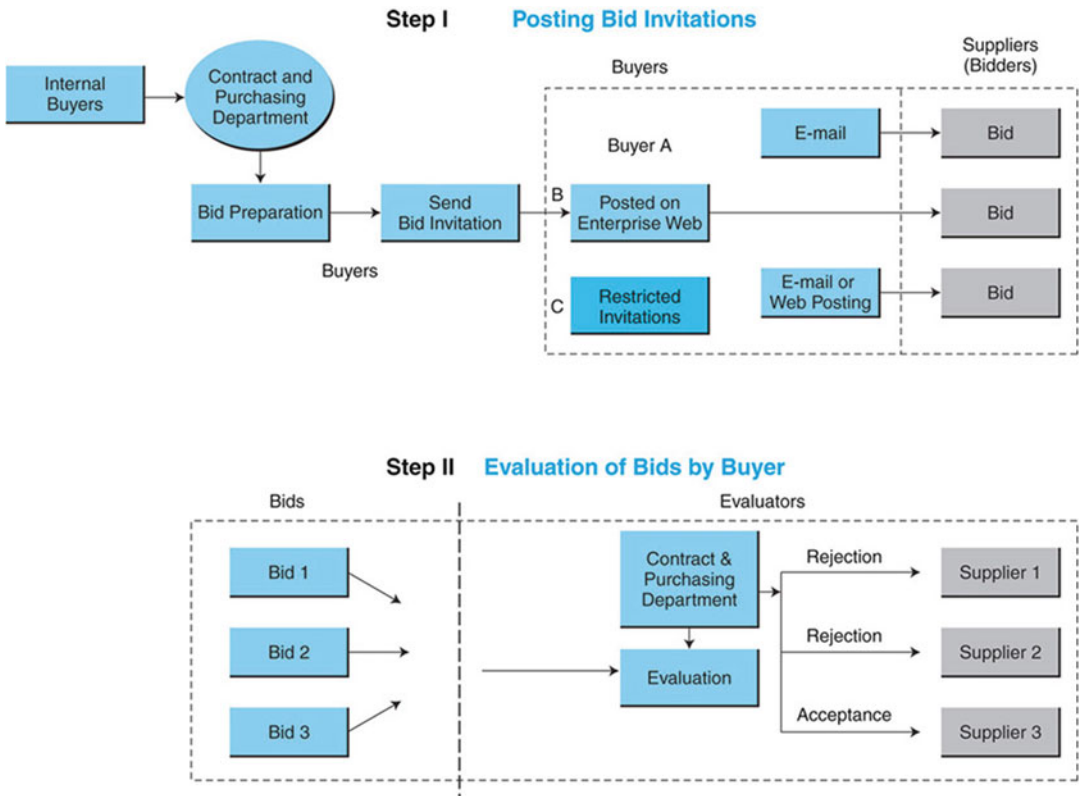 Step I Posting Bid Invitations
Internal
Buyers
Contract and
Purchasing
Department
Bid Preparation
Send
Bid Invitation
Buyers
Buyers
Suppliers
(Bidders)
Buyer A
E-mail
Bid
B
Posted on
Enterprise Web
Bid
C
Restricted
Invitations
E-mail or
Web Posting
Bid
Step II Evaluation of Bids by Buyer
Bids
Evaluators
Bid 1
Bid 2
Bid 3
Contract &
Purchasing
Department
Evaluation
Rejection
Supplier 1
Rejection
Supplier 2
Acceptance
Supplier 3